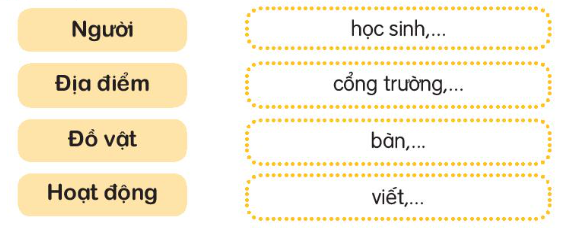 Người
học sinh,...
Địa điểm
cổng trường,...
Đồ vật
bàn,...
Hoạt động
viết,...